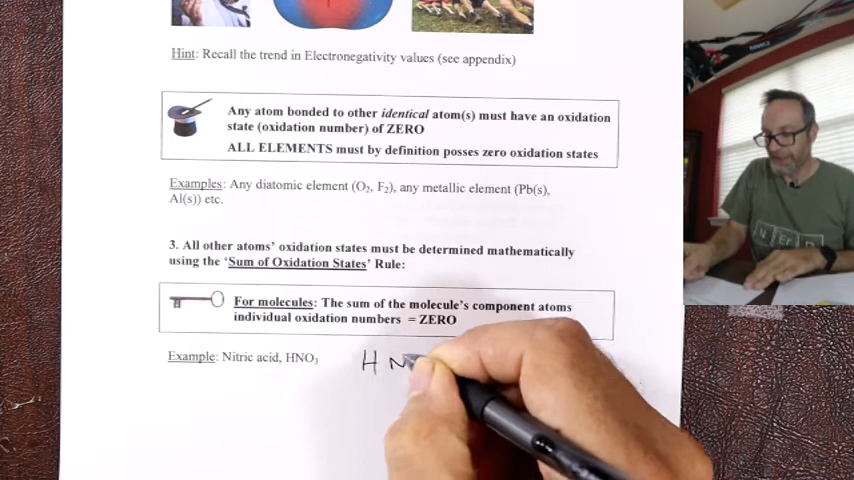 Hint: Recall the trend in Electronegativity values (see appendix)
Any atom bonded to other identical atom(s) must have an oxidation
state (oxidation number) of ZERO
ALL ELEMENTS must by definition posses zero oxidation states
Examples: Any diatomic element (O₂, F₂), any metallic element (Pb(s),
Al(s)) etc.
3. All other atoms' oxidation states must be determined mathematically
using the 'Sum of Oxidation States' Rule:
For molecules: The sum of the molecule's component atoms
individual oxidation numbers = ZERO
Example: Nitric acid, HNO₃
H N
N Er D